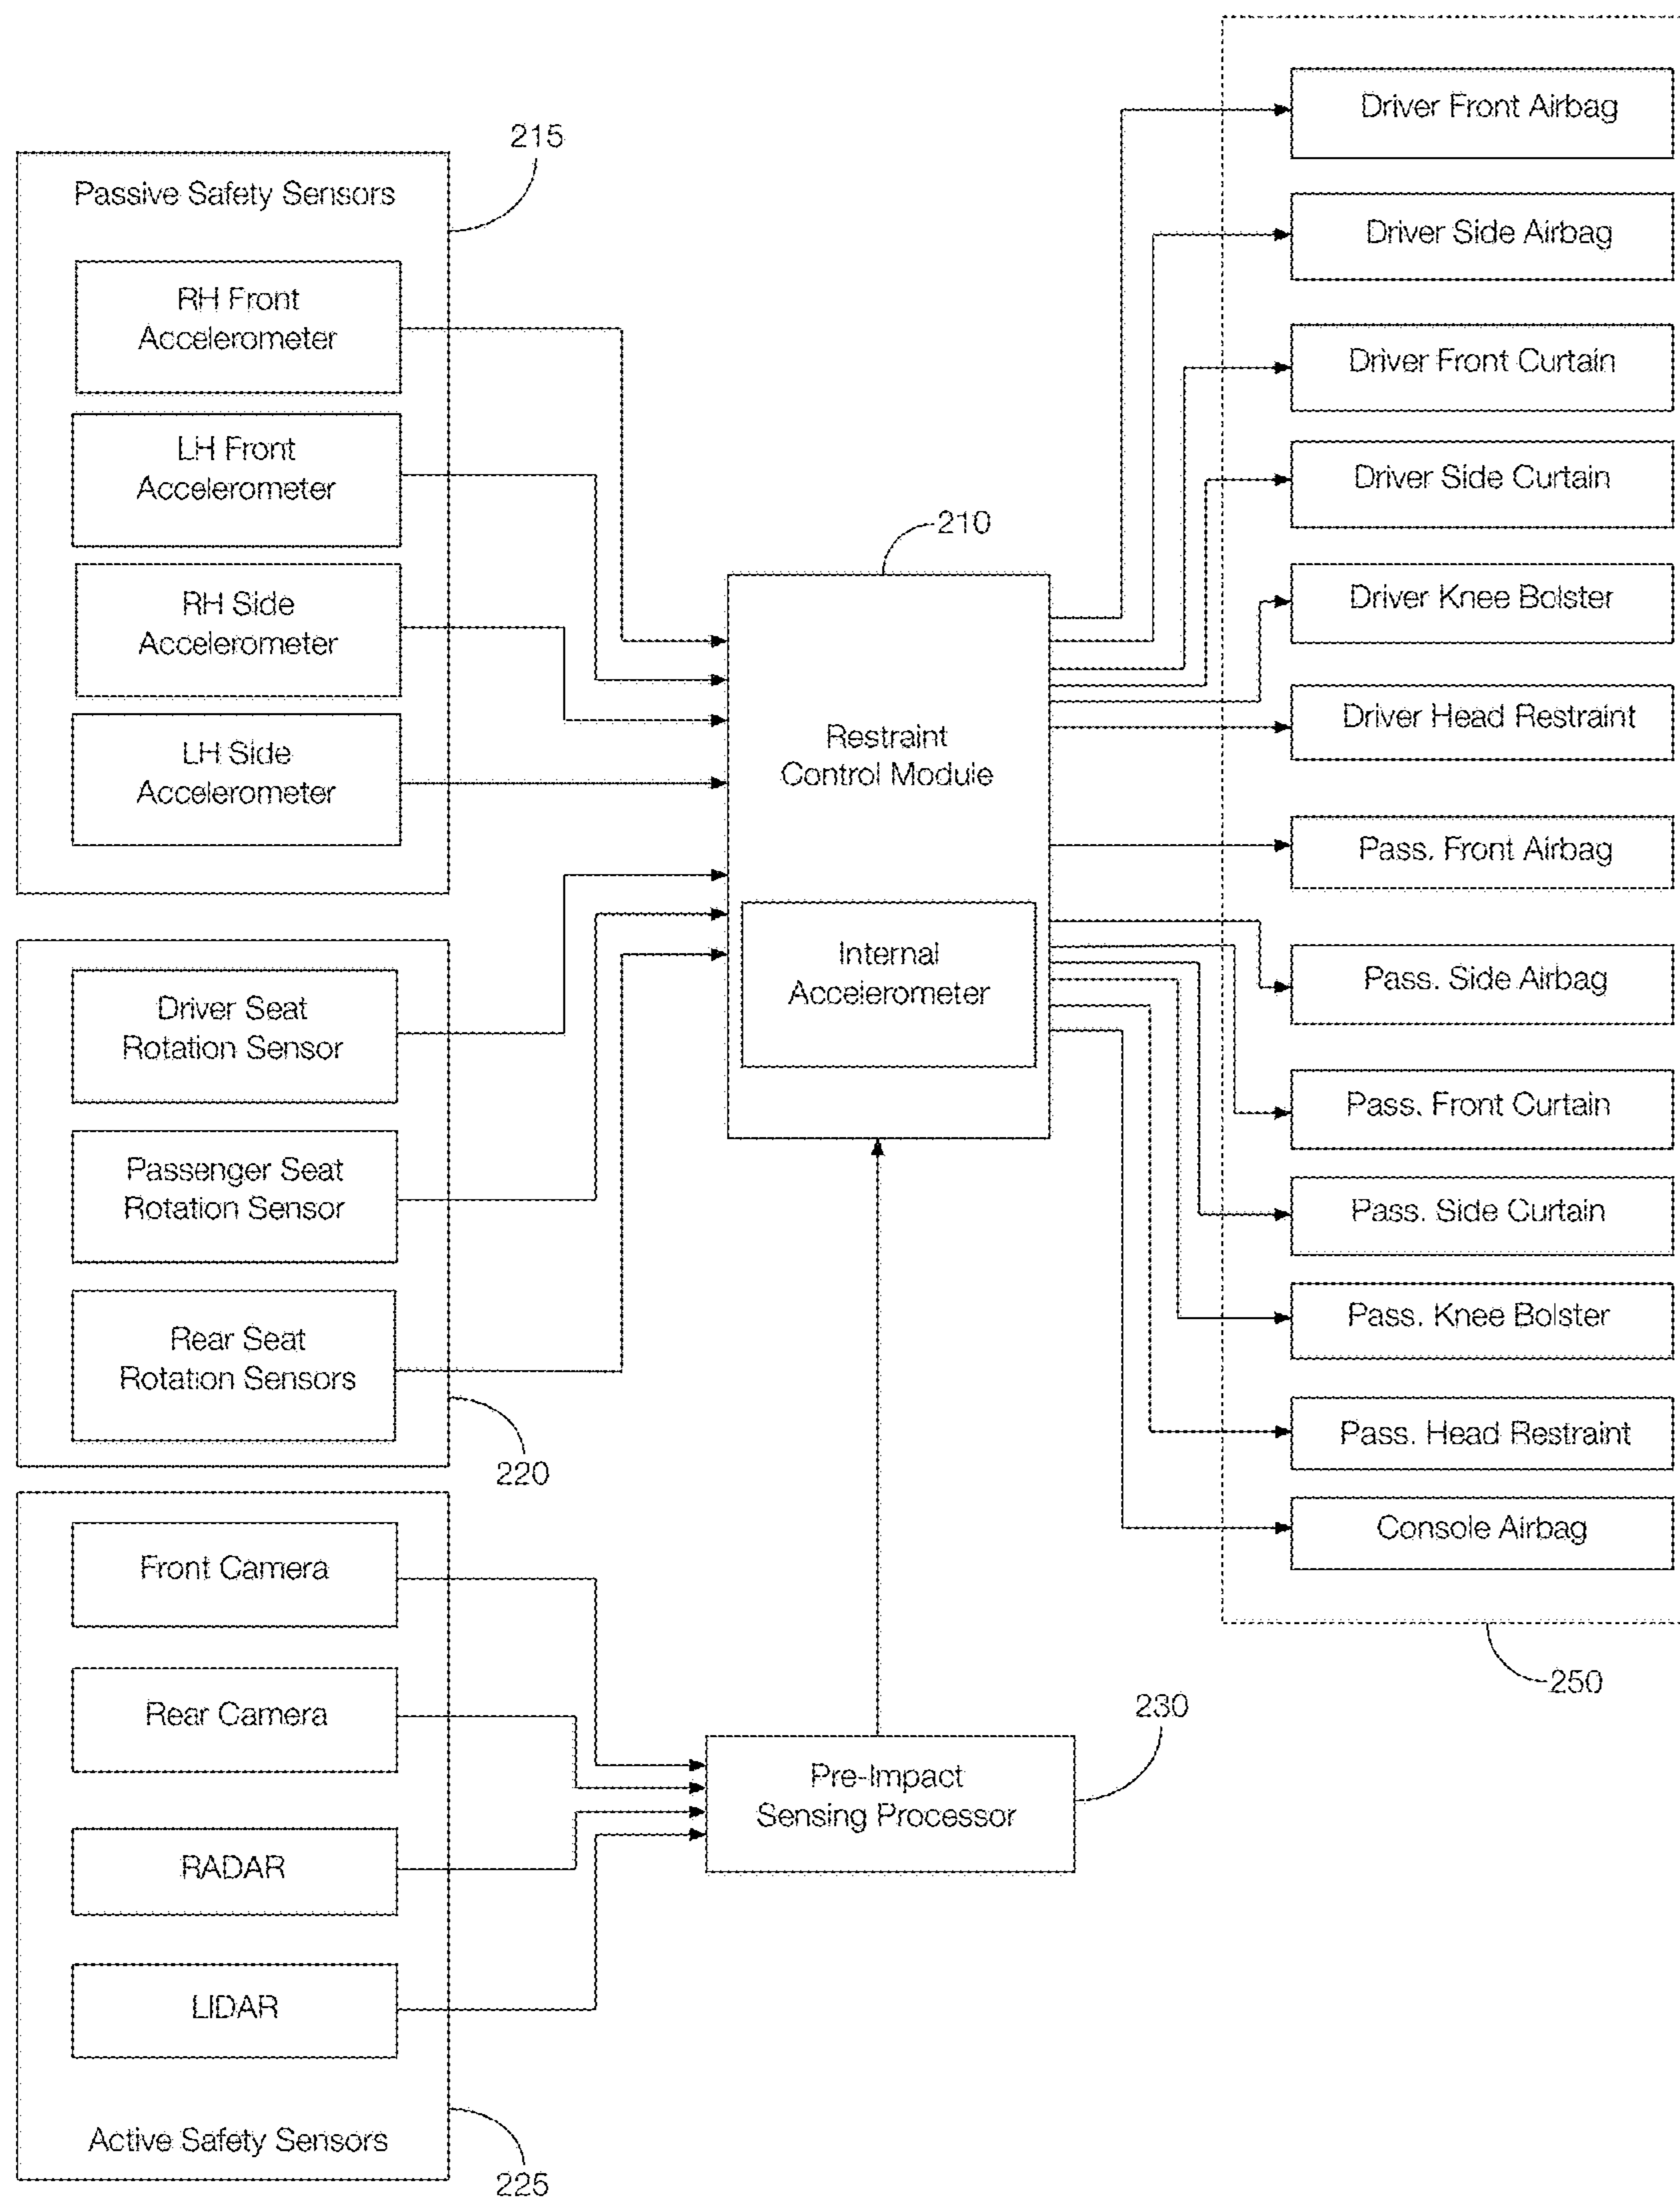 215
Passive Safety Sensors
RH Front
Accelerometer
LH Front
Accelerometer
RH Side
Accelerometer
LH Side
Accelerometer
Driver Seat
Rotation Sensor
Passenger Seat
Rotation Sensor
Rear Seat
Rotation Sensors
220
Front Camera
Rear Camera
RADAR
LIDAR
Active Safety Sensors
225
210
Restraint
Control Module
Internal
Accelerometer
230
Pre-Impact
Sensing Processor
Driver Front Airbag
Driver Side Airbag
Driver Front Curtain
Driver Side Curtain
Driver Knee Bolster
Driver Head Restraint
Pass. Front Airbag
Pass. Side Airbag
Pass. Front Curtain
Pass. Side Curtain
Pass. Knee Bolster
Pass. Head Restraint
Console Airbag
250